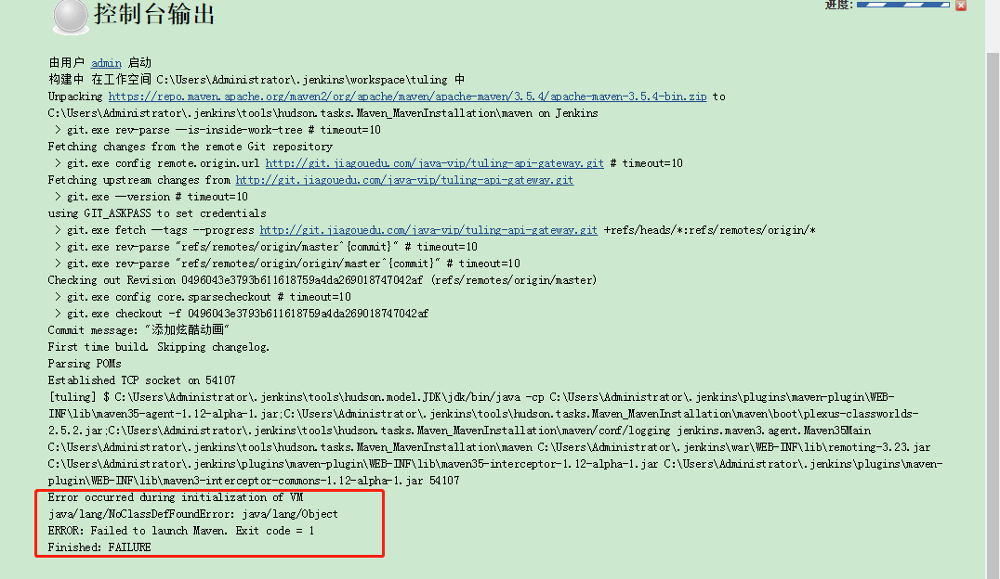 控制台输出
进度:
由用户 admin 启动
构建中 在工作空间 C:\Users\Administrator\.jenkins\workspace\tuling 中
Unpacking https://repo.maven.apache.org/maven2/org/apache/maven/apache-maven/3.5.4/apache-maven-3.5.4-bin.zip to
C:\Users\Administrator\.jenkins\tools\hudson.tasks.Maven_MavenInstallation\maven on Jenkins
> git.exe rev-parse --is-inside-work-tree # timeout=10
Fetching changes from the remote Git repository
> git.exe config remote.origin.url http://git.jiagouedu.com/java-vip/tuling-api-gateway.git # timeout=10
Fetching upstream changes from http://git.jiagouedu.com/java-vip/tuling-api-gateway.git
> git.exe --version # timeout=10
using GIT_ASKPASS to set credentials
> git.exe fetch --tags --progress http://git.jiagouedu.com/java-vip/tuling-api-gateway.git +refs/heads/*:refs/remotes/origin/*
> git.exe rev-parse "refs/remotes/origin/master^{commit}" # timeout=10
> git.exe rev-parse "refs/remotes/origin/origin/master^{commit}" # timeout=10
Checking out Revision 0496043e3793b611618759a4da269018747042af (refs/remotes/origin/master)
> git.exe config core.sparsecheckout # timeout=10
> git.exe checkout -f 0496043e3793b611618759a4da269018747042af
Commit message: "添加炫酷动画"
First time build. Skipping changelog.
Parsing POMs
Established TCP socket on 54107
[tuling] $ C:\Users\Administrator\.jenkins\tools\hudson.model.JDK\jdk/bin/java -cp C:\Users\Administrator\.jenkins\plugins\maven-plugin\WEB-
INF\lib\maven35-agent-1.12-alpha-1.jar;C:\Users\Administrator\.jenkins\tools\hudson.tasks.Maven_MavenInstallation\maven\boot\plexus-classworlds-
2.5.2.jar;C:\Users\Administrator\.jenkins\tools\hudson.tasks.Maven_MavenInstallation\maven/conf/logging jenkins.maven3.agent.Maven35Main
C:\Users\Administrator\.jenkins\tools\hudson.tasks.Maven_MavenInstallation\maven C:\Users\Administrator\.jenkins\war\WEB-INF\lib\remoting-3.23.jar
C:\Users\Administrator\.jenkins\plugins\maven-plugin\WEB-INF\lib\maven35-interceptor-1.12-alpha-1.jar C:\Users\Administrator\.jenkins\plugins\maven-
plugin\WEB-INF\lib\maven3-interceptor-commons-1.12-alpha-1.jar 54107
Error occurred during initialization of VM
java/lang/NoClassDefFoundError: java/lang/Object
ERROR: Failed to launch Maven. Exit code = 1
Finished: FAILURE